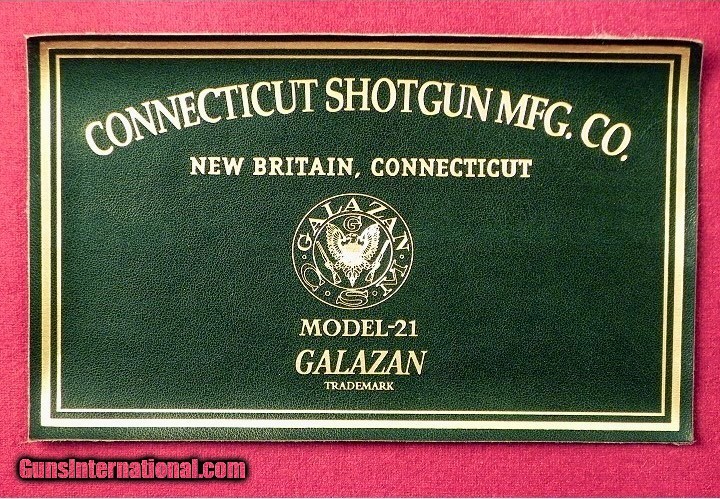 CONNECTICUT SHOTGUN MFG. CO.
NEW BRITAIN, CONNECTICUT
·GALAZAN·
G
C·S·M
MODEL-21
GALAZAN
TRADEMARK
GunsInternational.com